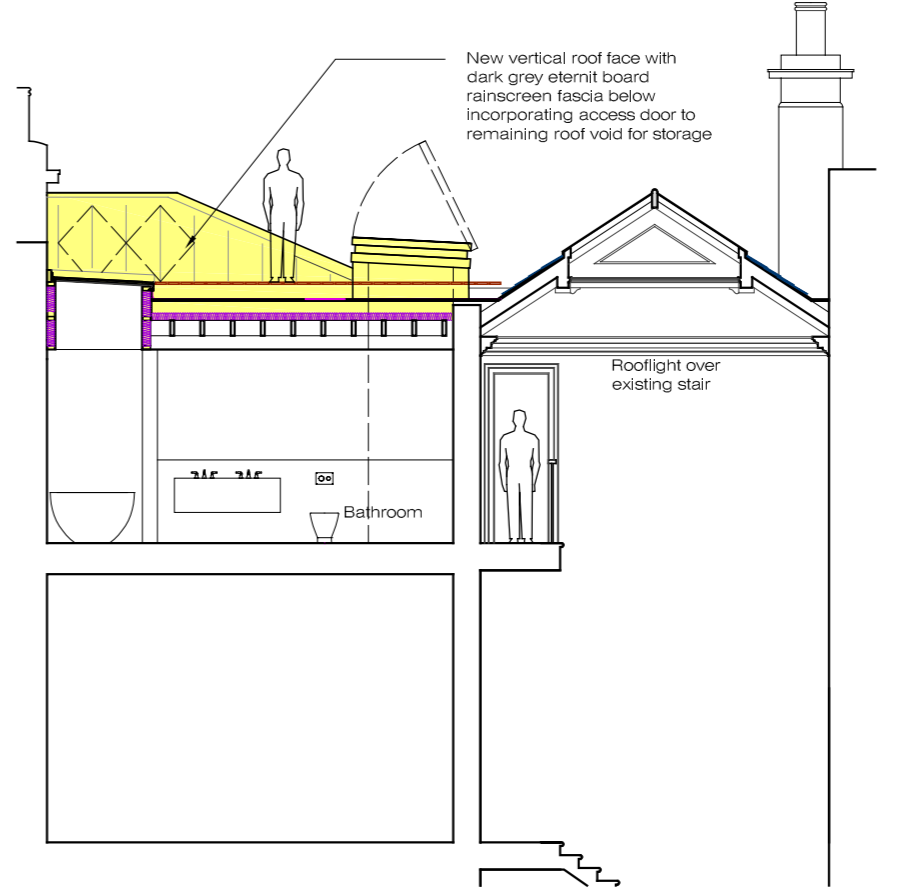 New vertical roof face with
dark grey eternit board
rainscreen fascia below
incorporating access door to
remaining roof void for storage
Rooflight over
existing stair
Bathroom